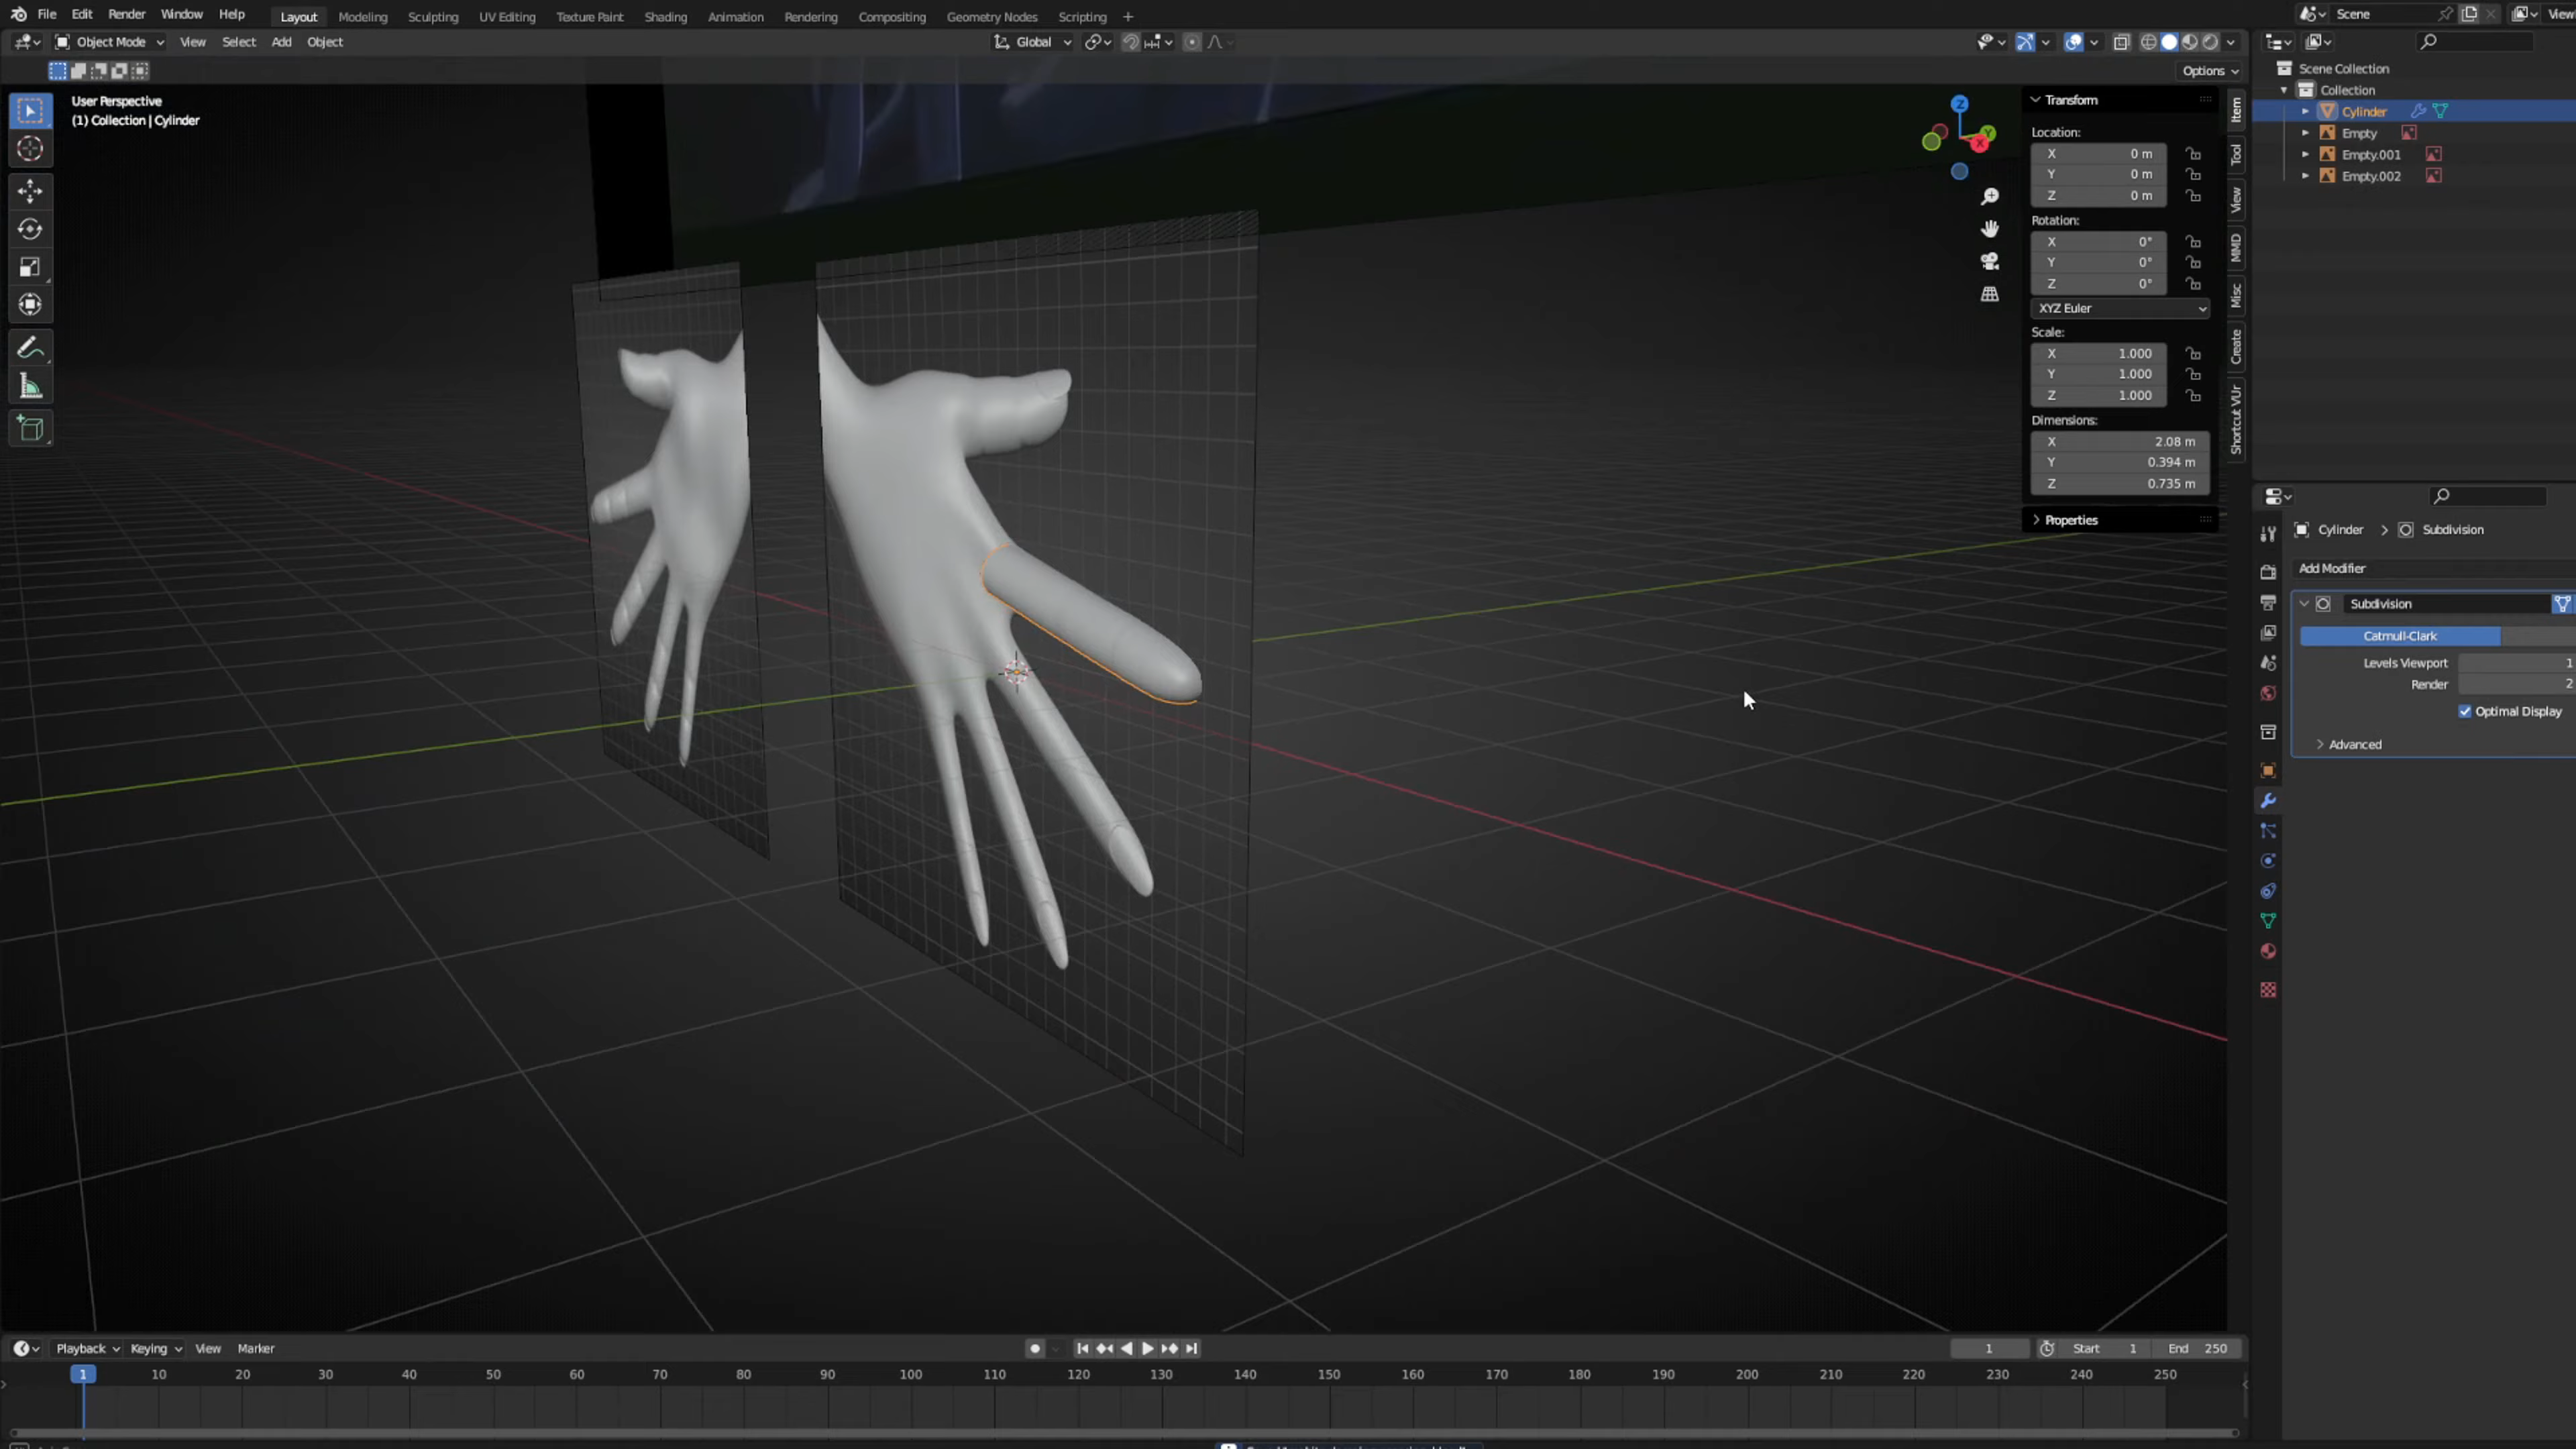 File Edit Render Window Help Layout Modeling Sculpting UV Editing Texture Paint Shading Animation Rendering Compositing Geometry Nodes Scripting + Scene View
Object Mode View Select Add Object Global
Options
User Perspective
(1) Collection | Cylinder
Z
Y
X
Transform
Location:
X 0 m
Y 0 m
Z 0 m
Rotation:
X 0°
Y 0°
Z 0°
XYZ Euler
Scale:
X 1.000
Y 1.000
Z 1.000
Dimensions:
X 2.08 m
Y 0.394 m
Z 0.735 m
Properties
Item
Tool
View
MMD
Misc
Create
Shortcut VUr
Scene Collection
Collection
Cylinder
Empty
Empty.001
Empty.002
Cylinder > Subdivision
Add Modifier
Subdivision
Catmull-Clark
Levels Viewport 1
Render 2
Optimal Display
Advanced
Playback Keying View Marker 1 Start 1 End 250
1 10 20 30 40 50 60 70 80 90 100 110 120 130 140 150 160 170 180 190 200 210 220 230 240 250